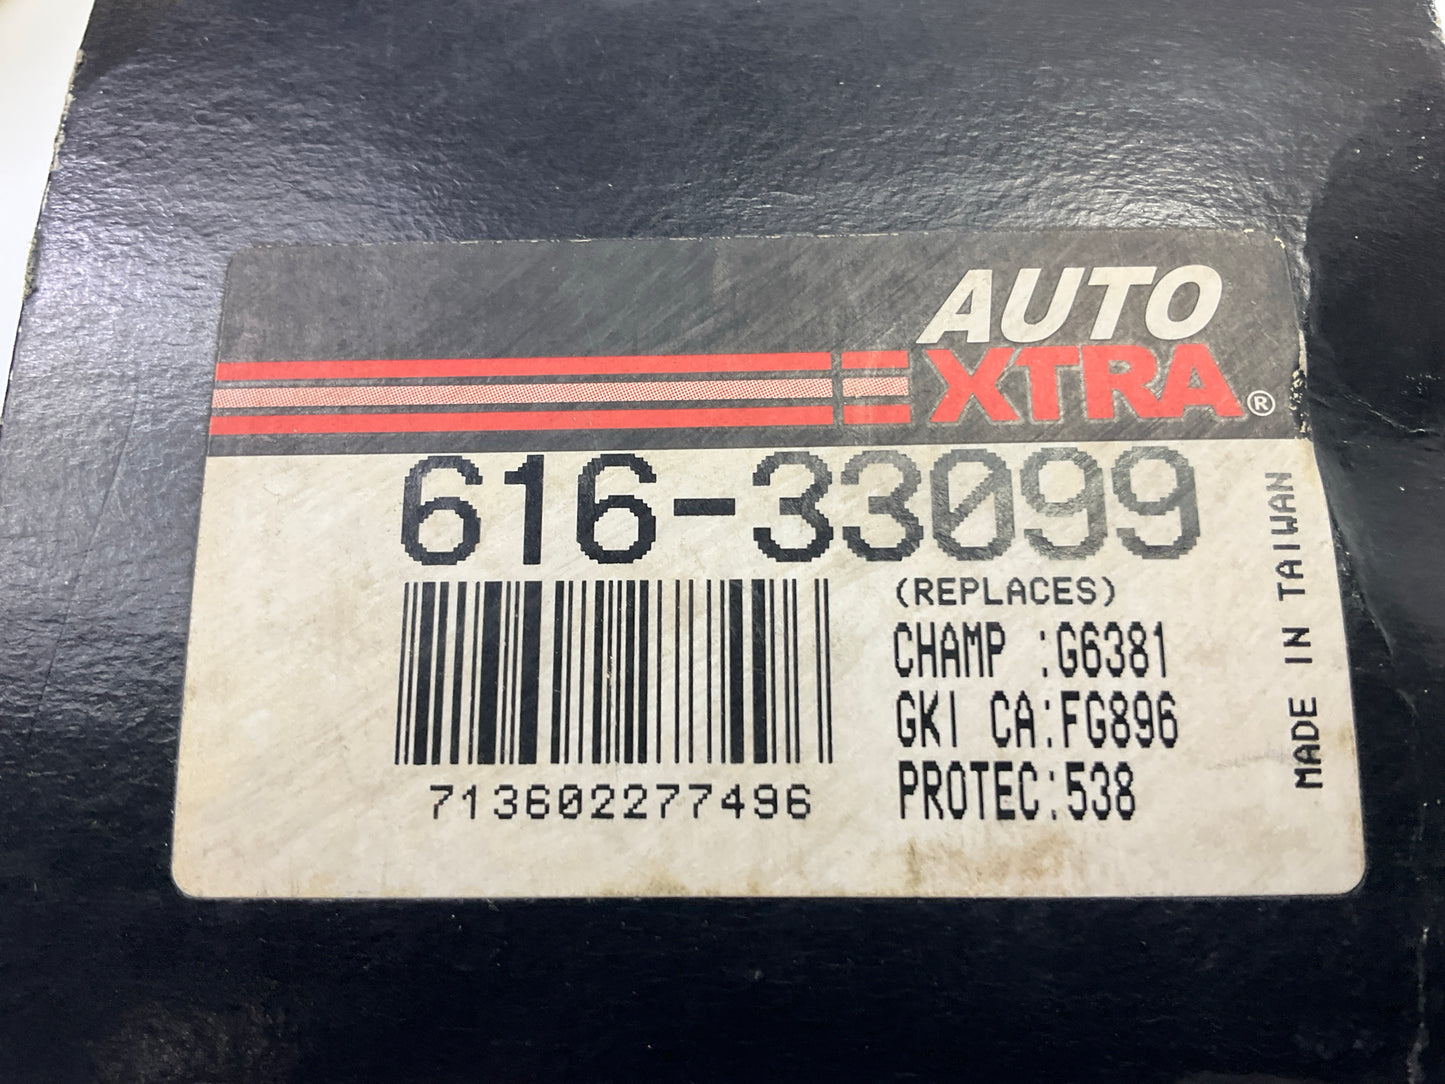 AUTO
XTRA®
616-33099
(REPLACES)
CHAMP :G6381
GKI CA:FG896
PROTEC:538
713602277496
MADE IN TAIWAN